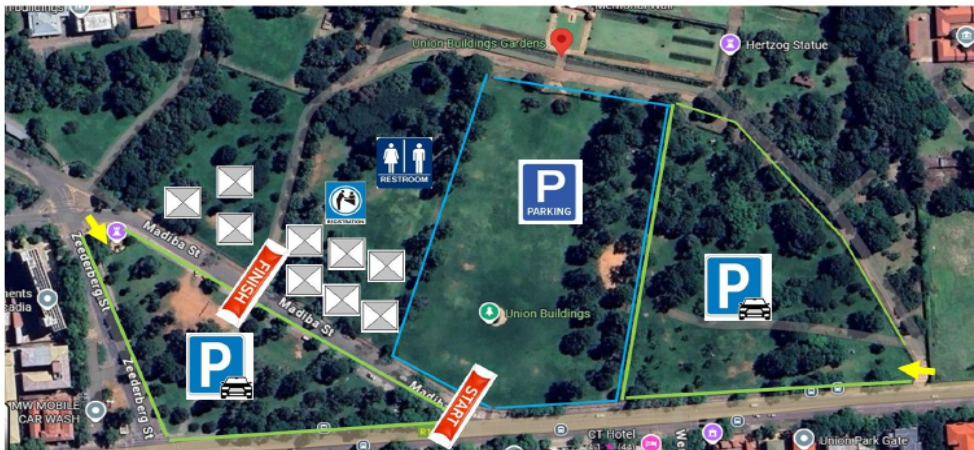 Union Buildings Gardens
Hertzog Statue
RESTROOM
P
PARKING
REGISTRATION
Madiba St
Zeederberg St
FINISH
Madiba St
P
Union Buildings
P
Zeederberg St
MW MOBILE
CAR WASH
START
CT Hotel
Union Park Gate